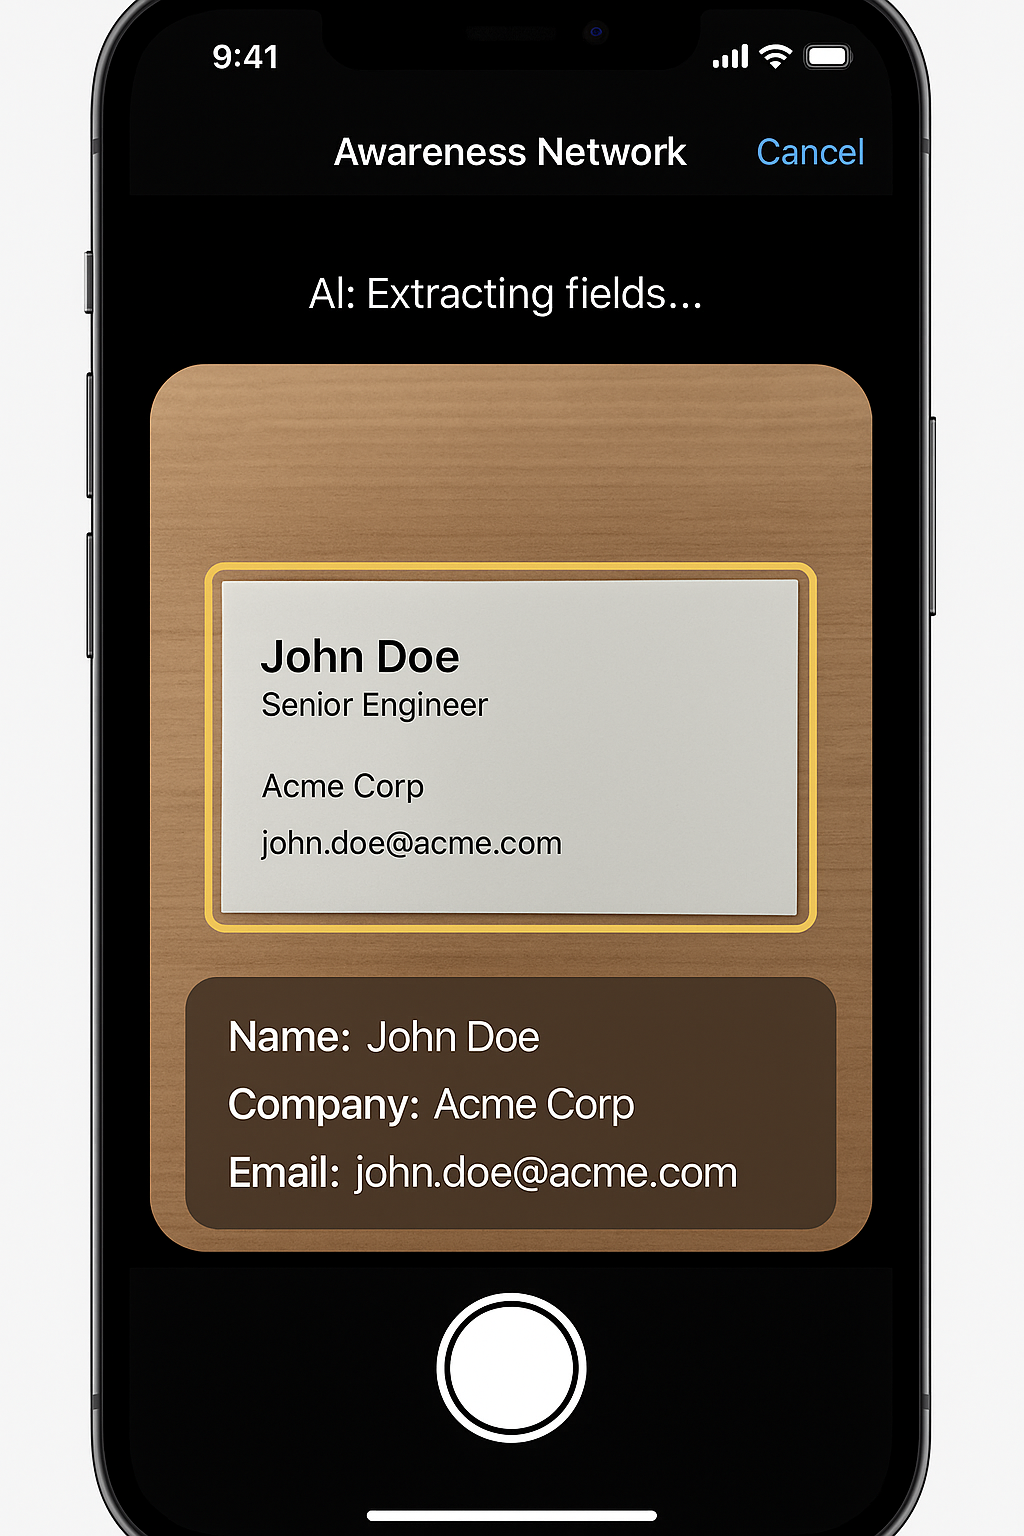 9:41
Awareness Network Cancel
AI: Extracting fields...
John Doe
Senior Engineer
Acme Corp
john.doe@acme.com
Name: John Doe
Company: Acme Corp
Email: john.doe@acme.com